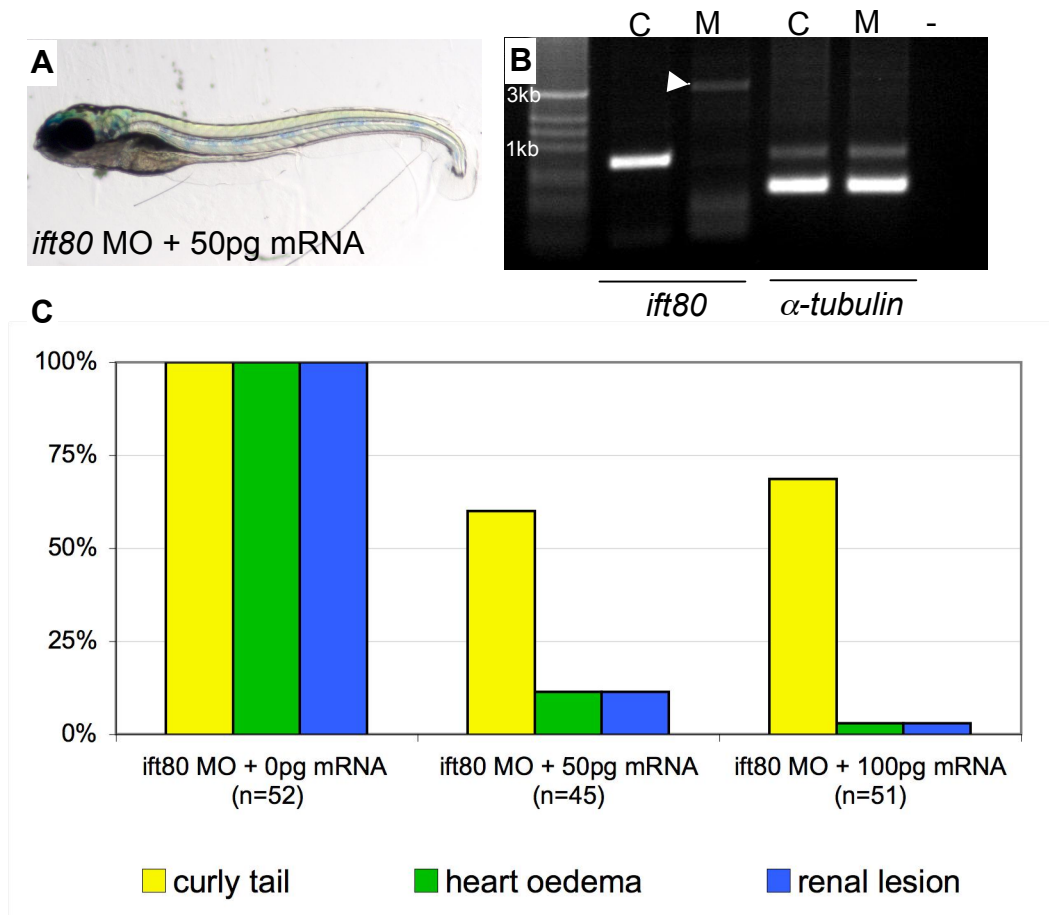 A
ift80 MO + 50pg mRNA
C M C M -
B
3kb
1kb
ift80 α-tubulin
C
100%
75%
50%
25%
0%
ift80 MO + 0pg mRNA ift80 MO + 50pg mRNA ift80 MO + 100pg mRNA
(n=52) (n=45) (n=51)
curly tail heart oedema renal lesion